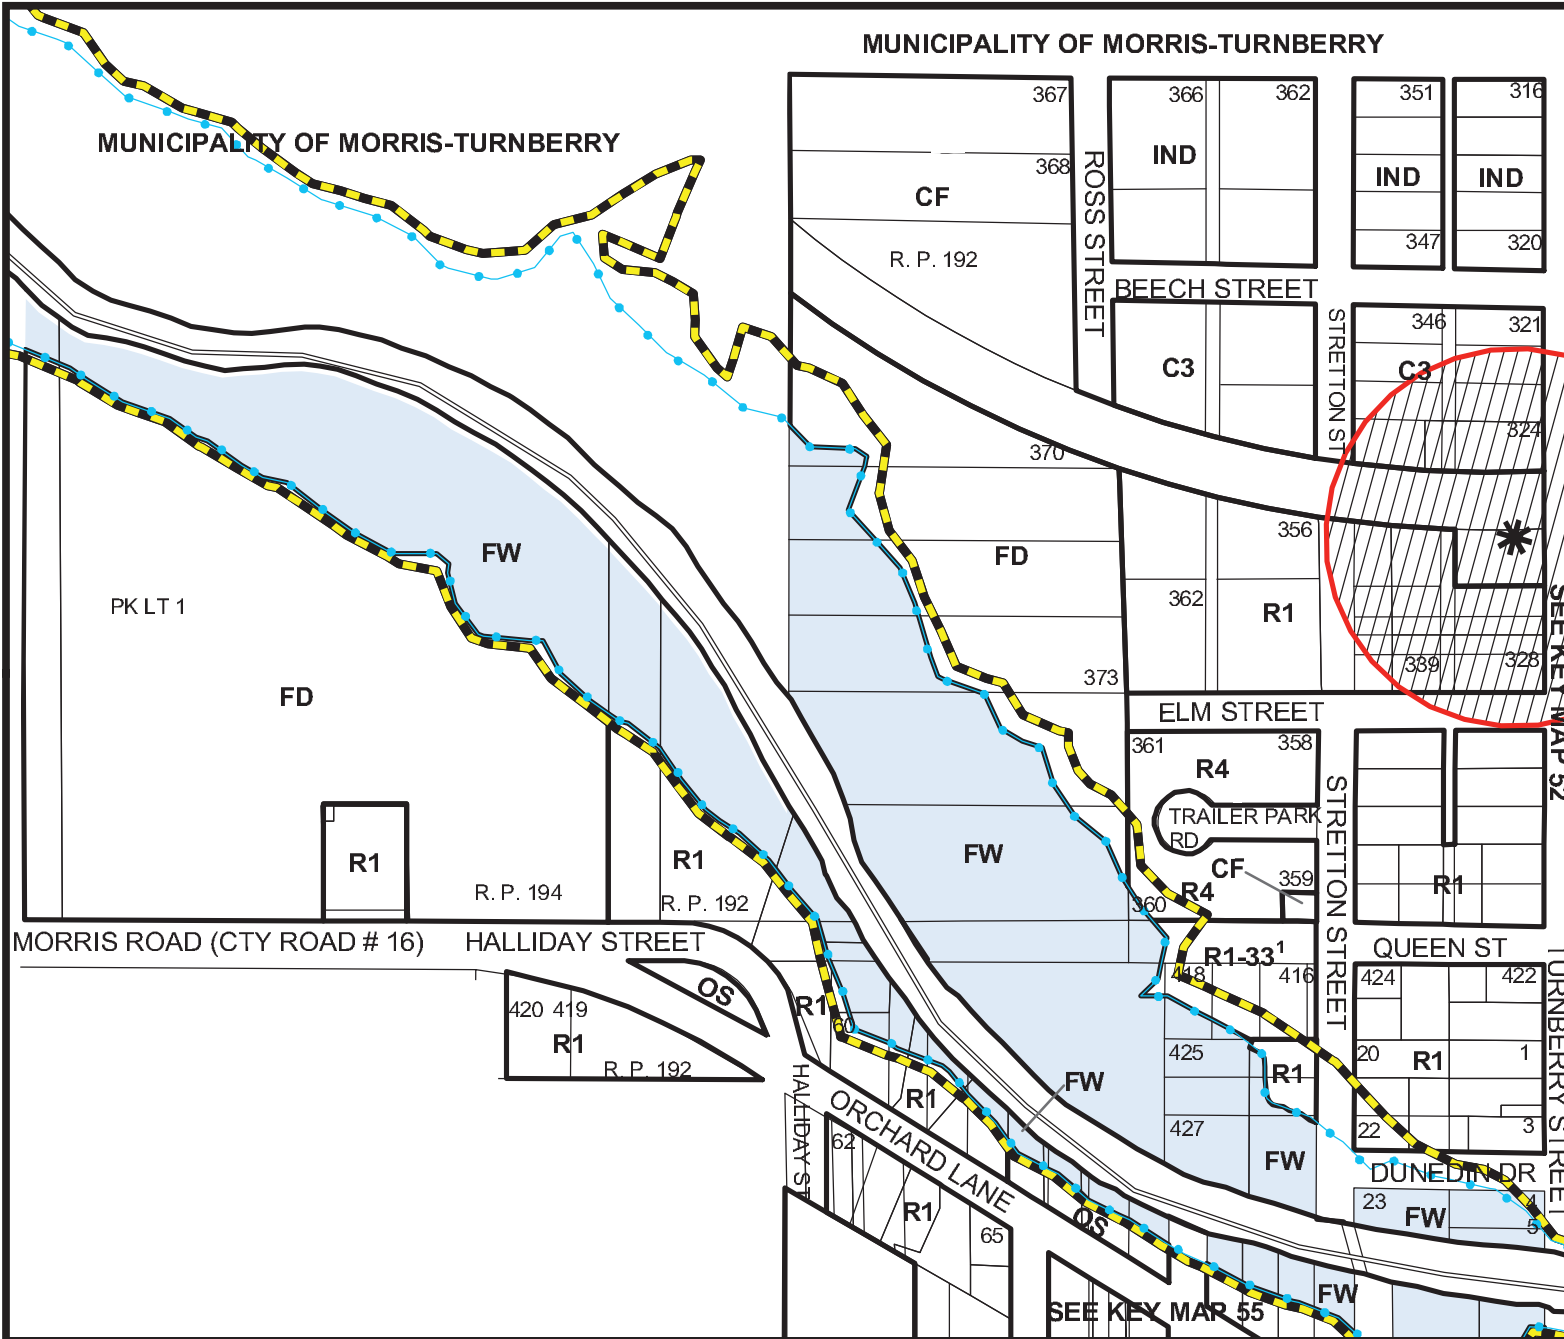 MUNICIPALITY OF MORRIS-TURNBERRY
367
366
362
351
316
MUNICIPALITY OF MORRIS-TURNBERRY
IND
368
ROSS STREET
IND
IND
CF
347
320
R. P. 192
BEECH STREET
STRETTON ST
346
321
C3
C3
324
370
356
FW
FD
362
R1
PK LT 1
SEE KEY MAP 52
339
328
373
FD
ELM STREET
361
358
R4
STRETTON STREET
TRAILER PARK
RD
FW
R1
R1
CF
359
R1
R. P. 194
R. P. 192
R4
360
MORRIS ROAD (CTY ROAD # 16)
HALLIDAY STREET
R1-33¹
QUEEN ST
TURNBERRY STREET
418
416
424
422
OS
420
419
R1
60
R1
425
20
R1
1
R1
R. P. 192
FW
HALLIDAY ST
R1
ORCHARD LANE
427
22
3
62
FW
DUNEDIN DR
23
4
R1
OS
FW
5
65
FW
SEE KEY MAP 55